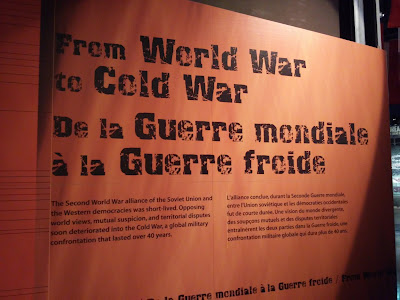 From World War
to Cold War
De la Guerre mondiale
à la Guerre froide
The Second World War alliance of the Soviet Union and
the Western democracies was short-lived. Opposing
world views, mutual suspicion, and territorial disputes
soon deteriorated into the Cold War, a global military
confrontation that lasted over 40 years.
L'alliance conclue, durant la Seconde Guerre mondiale,
entre l'Union soviétique et les démocraties occidentales
fut de courte durée. Une vision du monde divergente,
des soupçons mutuels et des disputes territoriales
entraînèrent les deux parties dans la Guerre froide, une
confrontation militaire globale qui dura plus de 40 ans.
De la Guerre mondiale à la Guerre froide / From World War